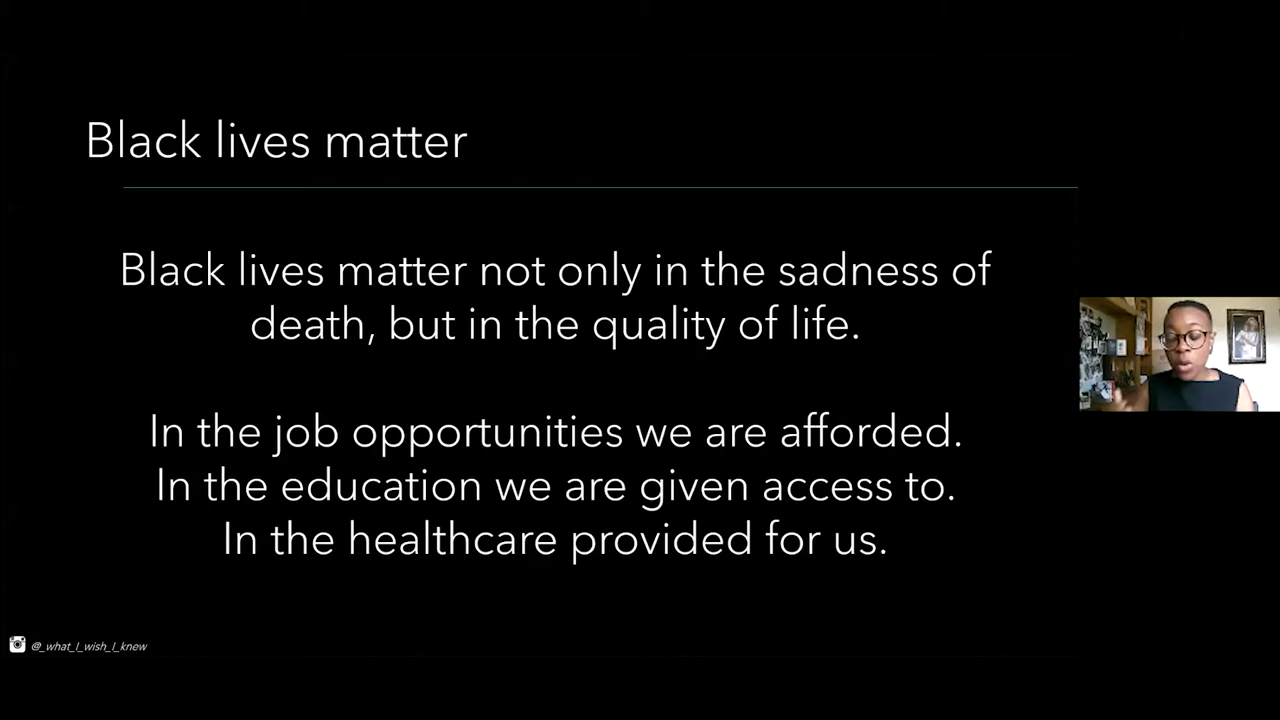 Black lives matter
Black lives matter not only in the sadness of
death, but in the quality of life.
In the job opportunities we are afforded.
In the education we are given access to.
In the healthcare provided for us.
@_what_I_wish_I_knew